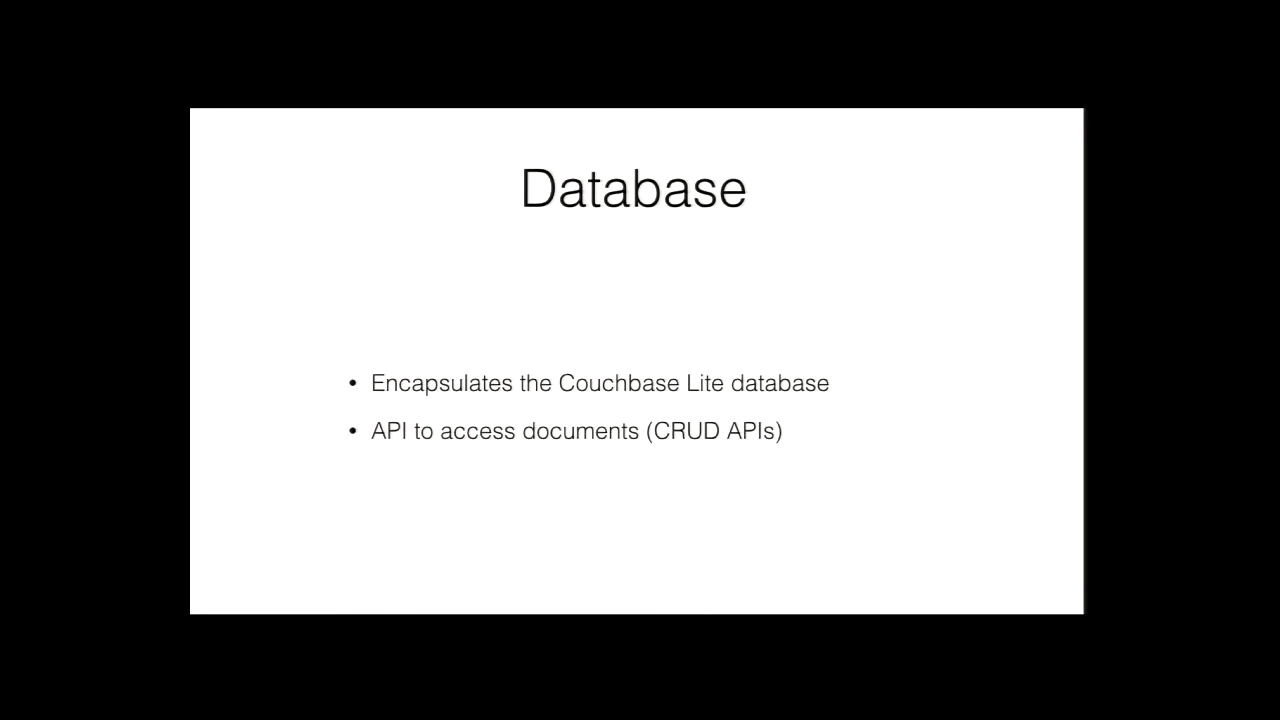 Database
• Encapsulates the Couchbase Lite database
• API to access documents (CRUD APIs)